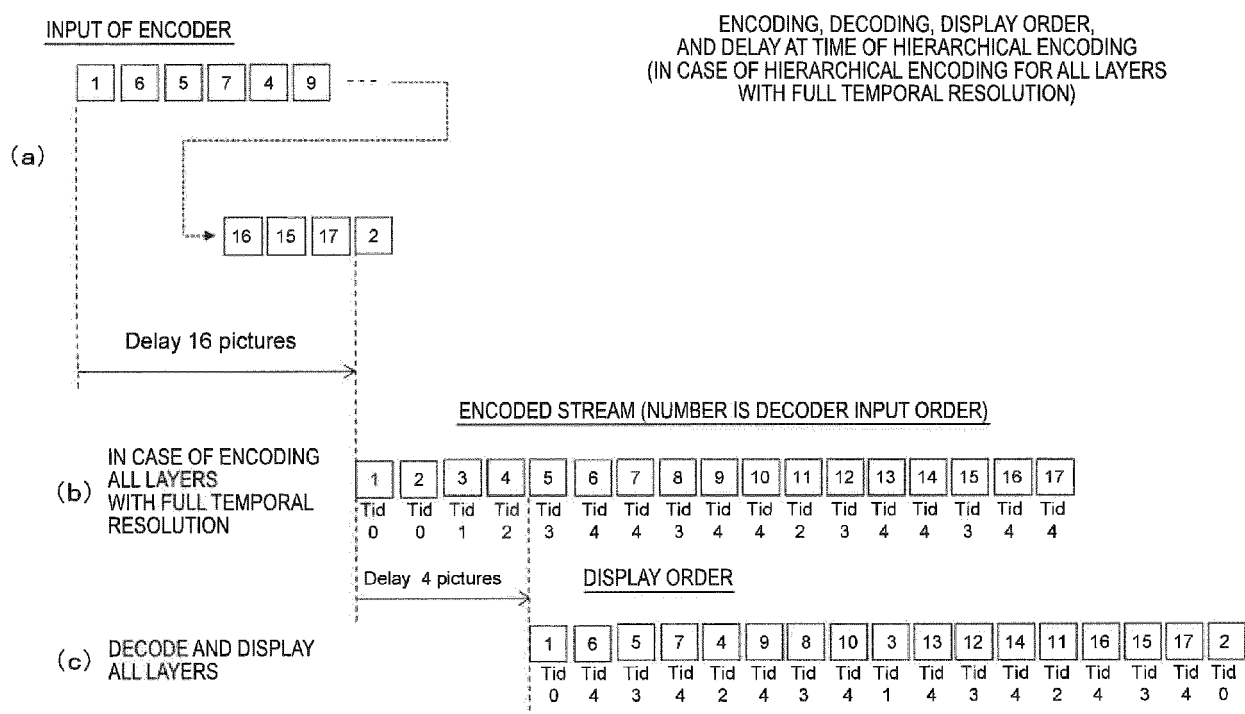 INPUT OF ENCODER
ENCODING, DECODING, DISPLAY ORDER,
AND DELAY AT TIME OF HIERARCHICAL ENCODING
(IN CASE OF HIERARCHICAL ENCODING FOR ALL LAYERS
WITH FULL TEMPORAL RESOLUTION)
1 6 5 7 4 9
(a)
16 15 17 2
Delay 16 pictures
ENCODED STREAM (NUMBER IS DECODER INPUT ORDER)
(b)
IN CASE OF ENCODING
ALL LAYERS
WITH FULL TEMPORAL
RESOLUTION
1 2 3 4 5 6 7 8 9 10 11 12 13 14 15 16 17
Tid Tid Tid Tid Tid Tid Tid Tid Tid Tid Tid Tid Tid Tid Tid Tid Tid
0 0 1 2 3 4 4 3 4 4 2 3 4 4 3 4 4
Delay 4 pictures
DISPLAY ORDER
(c)
DECODE AND DISPLAY
ALL LAYERS
1 6 5 7 4 9 8 10 3 13 12 14 11 16 15 17 2
Tid Tid Tid Tid Tid Tid Tid Tid Tid Tid Tid Tid Tid Tid Tid Tid Tid
0 4 3 4 2 4 3 4 1 4 3 4 2 4 3 4 0